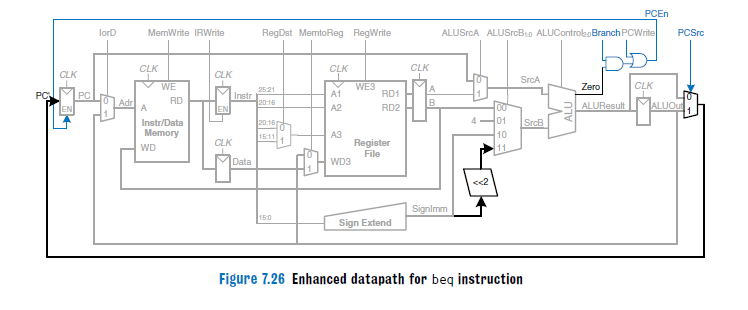 PCEn
IorD MemWrite IRWrite RegDst MemtoReg RegWrite ALUSrcA ALUSrcB1:0 ALUControl2:0 Branch PCWrite PCSrc
CLK CLK CLK CLK CLK CLK
PC' PC EN
0 1 Adr
WE A RD Instr/Data Memory WD
EN Instr
25:21
20:16
20:16
15:11
0 1
CLK
Data
0 1
WE3 A1 RD1 A2 RD2 A3 Register File WD3
A
B
0 1
SrcA
4
00
01
10
11
SrcB
ALU
Zero
ALUResult
ALUOut
0 1
<<2
SignImm
15:0
Sign Extend
Figure 7.26 Enhanced datapath for beq instruction